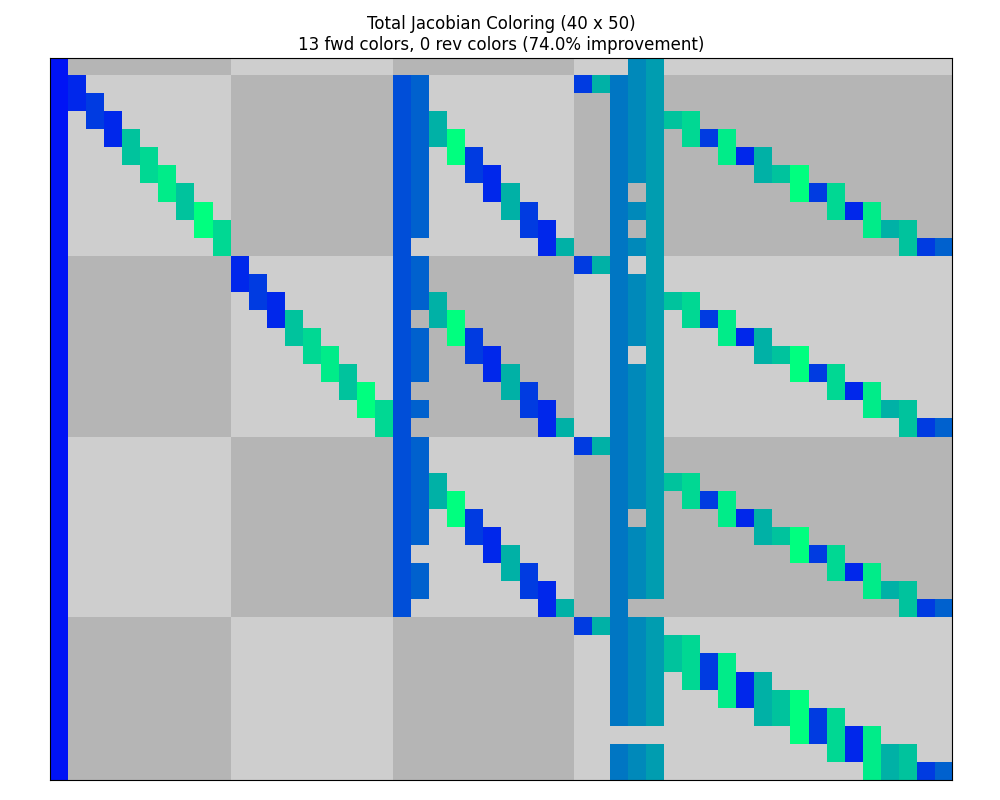 Total Jacobian Coloring (40 x 50)
13 fwd colors, 0 rev colors (74.0% improvement)